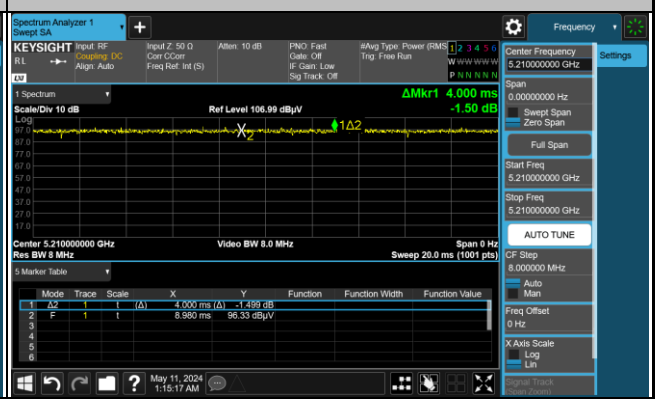 Spectrum Analyzer 1
Swept SA
Frequency
KEYSIGHT Input: RF Input Z: 50 Ω Atten: 10 dB PNO: Fast #Avg Type: Power (RMS 1 2 3 4 5 6
RL Coupling: DC Corr CCorr Gate: Off Trig: Free Run W W W W W W
Align: Auto Freq Ref: Int (S) IF Gain: Low P N N N N N
Sig Track: Off
LXI
1 Spectrum
ΔMkr1 4.000 ms
Scale/Div 10 dB Ref Level 106.99 dBµV -1.50 dB
Log
97.0
87.0
77.0
67.0
57.0
47.0
37.0
27.0
17.0
X2
1Δ2
Center 5.210000000 GHz Video BW 8.0 MHz Span 0 Hz
Res BW 8 MHz Sweep 20.0 ms (1001 pts)
5 Marker Table
Mode Trace Scale X Y Function Function Width Function Value
1 Δ2 1 t (Δ) 4.000 ms (Δ) -1.499 dB
2 F 1 t 8.980 ms 96.33 dBµV
3
4
5
6
May 11, 2024
1:15:17 AM
Center Frequency
5.210000000 GHz
Settings
Span
0.00000000 Hz
Swept Span
Zero Span
Full Span
Start Freq
5.210000000 GHz
Stop Freq
5.210000000 GHz
AUTO TUNE
CF Step
8.000000 MHz
Auto
Man
Freq Offset
0 Hz
X Axis Scale
Log
Lin
Signal Track
(Span Zoom)